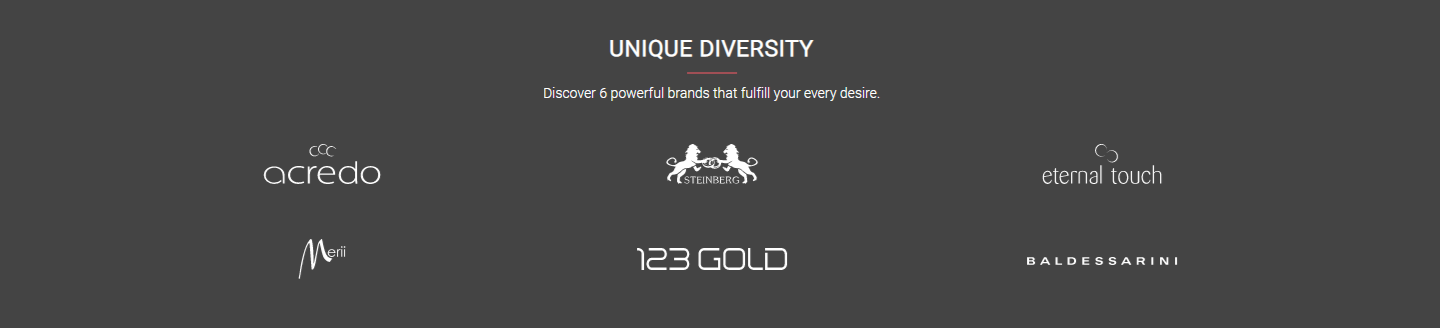 UNIQUE DIVERSITY
Discover 6 powerful brands that fulfill your every desire.
acredo
STEINBERG
eternal touch
Merii
123 GOLD
BALDESSARINI